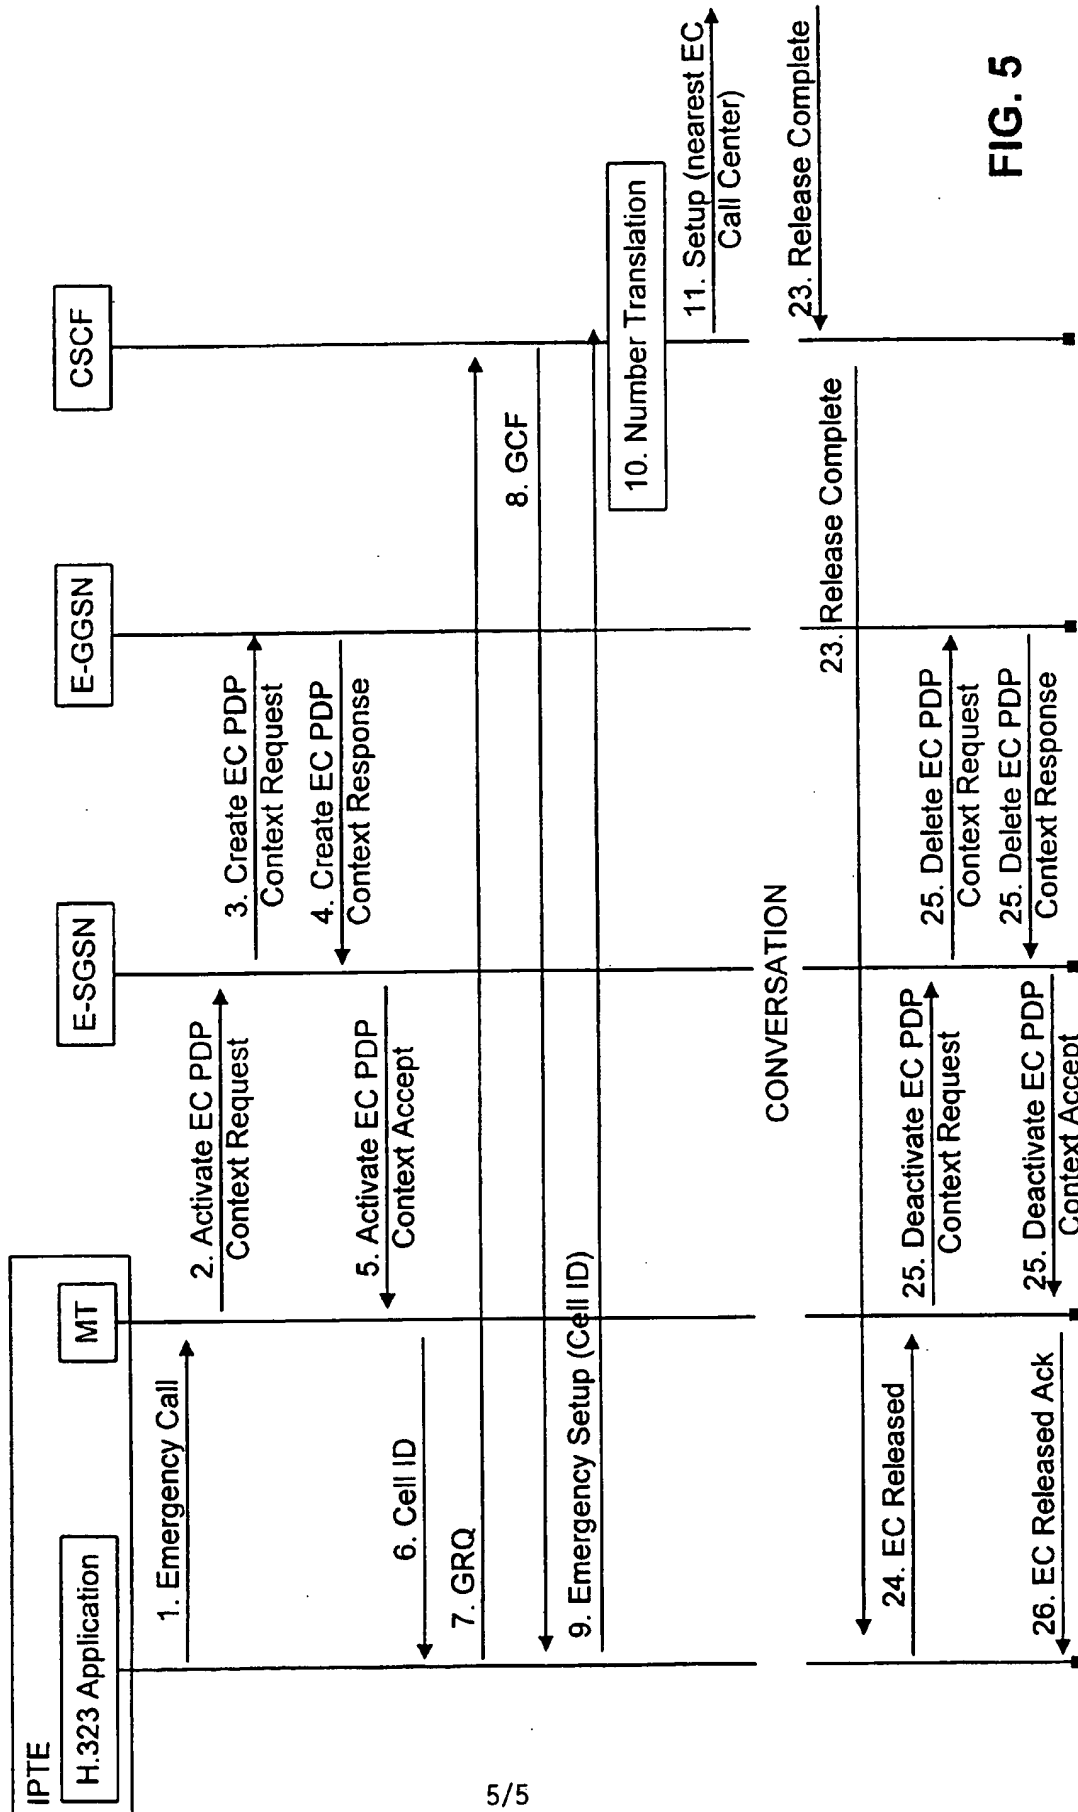 IPTE
H.323 Application
MT
E-SGSN
E-GGSN
CSCF
1. Emergency Call
2. Activate EC PDP
Context Request
3. Create EC PDP
Context Request
4. Create EC PDP
Context Response
5. Activate EC PDP
Context Accept
6. Cell ID
7. GRQ
8. GCF
9. Emergency Setup (Cell ID)
10. Number Translation
11. Setup (nearest EC
Call Center)
CONVERSATION
23. Release Complete
23. Release Complete
24. EC Released
25. Deactivate EC PDP
Context Request
25. Delete EC PDP
Context Request
25. Delete EC PDP
Context Response
25. Deactivate EC PDP
Context Accept
26. EC Released Ack
FIG. 5
5/5